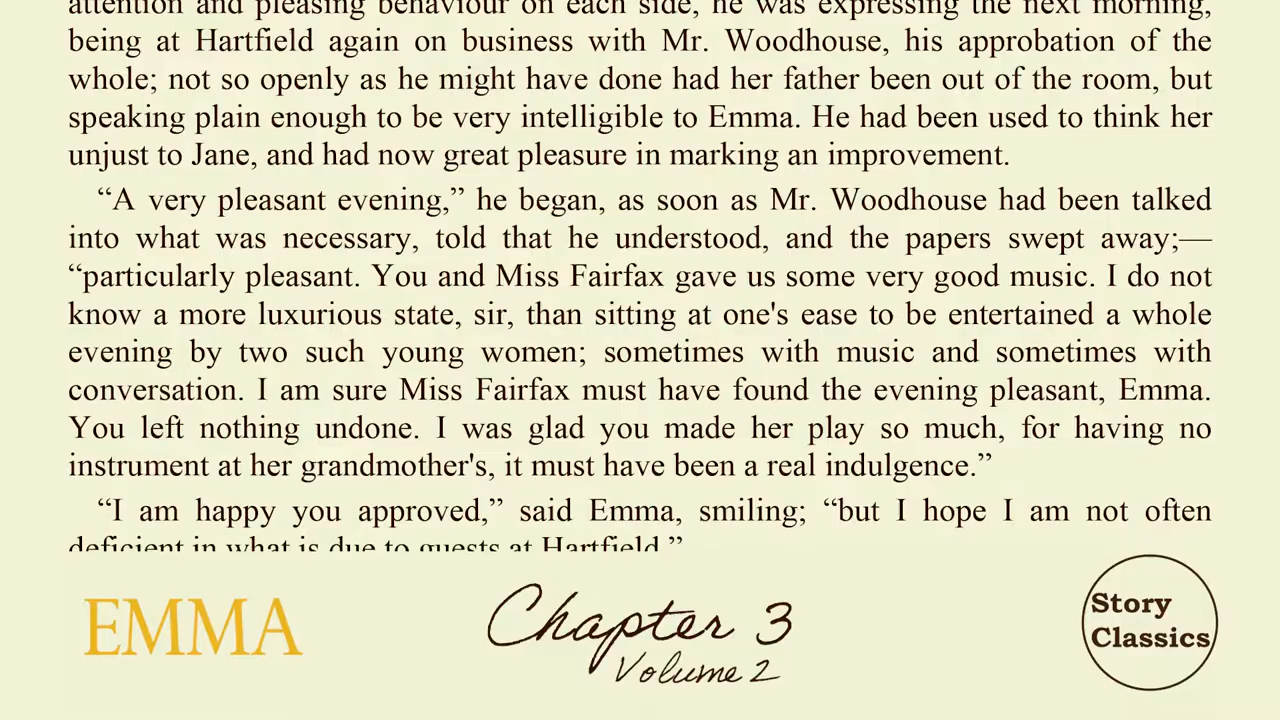 attention and pleasing behaviour on each side, he was expressing the next morning,
being at Hartfield again on business with Mr. Woodhouse, his approbation of the
whole; not so openly as he might have done had her father been out of the room, but
speaking plain enough to be very intelligible to Emma. He had been used to think her
unjust to Jane, and had now great pleasure in marking an improvement.
“A very pleasant evening,” he began, as soon as Mr. Woodhouse had been talked
into what was necessary, told that he understood, and the papers swept away;—
“particularly pleasant. You and Miss Fairfax gave us some very good music. I do not
know a more luxurious state, sir, than sitting at one's ease to be entertained a whole
evening by two such young women; sometimes with music and sometimes with
conversation. I am sure Miss Fairfax must have found the evening pleasant, Emma.
You left nothing undone. I was glad you made her play so much, for having no
instrument at her grandmother's, it must have been a real indulgence.”
“I am happy you approved,” said Emma, smiling; “but I hope I am not often
deficient in what is due to guests at Hartfield.”
EMMA
Chapter 3
Volume 2
Story
Classics